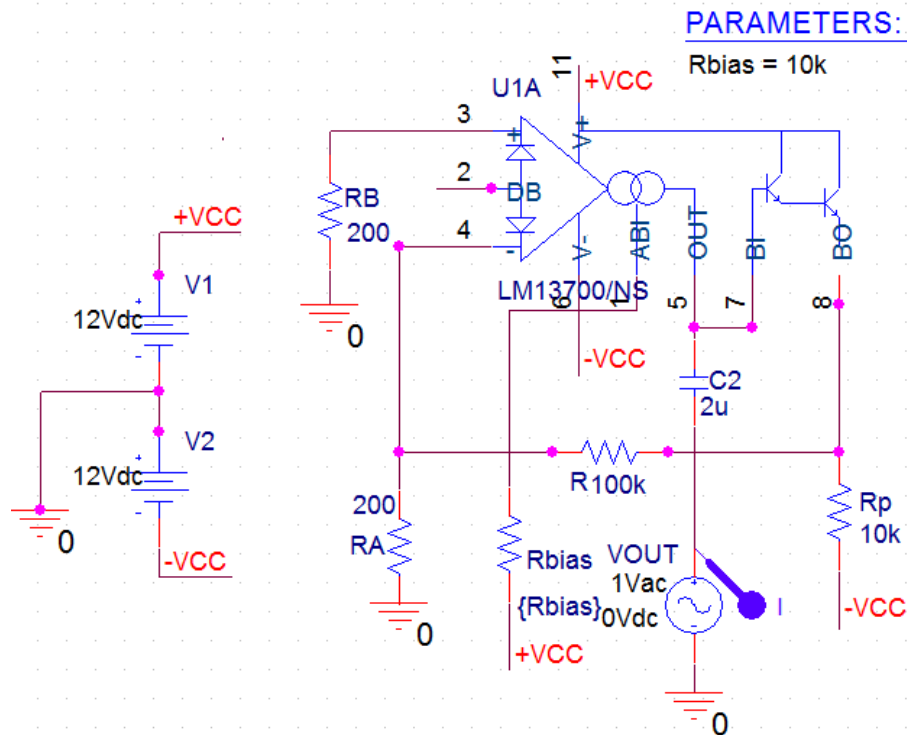 PARAMETERS:
Rbias = 10k
U1A
11
+VCC
3
+
V+
2
DB
RB
200
4
-
V-
ABI
OUT
BI
BO
LM13700/NS
6
1
5
7
8
0
-VCC
+VCC
V1
+
12Vdc
-
C2
2u
V2
+
12Vdc
-
0
-VCC
R
100k
200
RA
0
Rbias
{Rbias}
+VCC
VOUT
1Vac
0Vdc
+
-
I
Rp
10k
-VCC
0